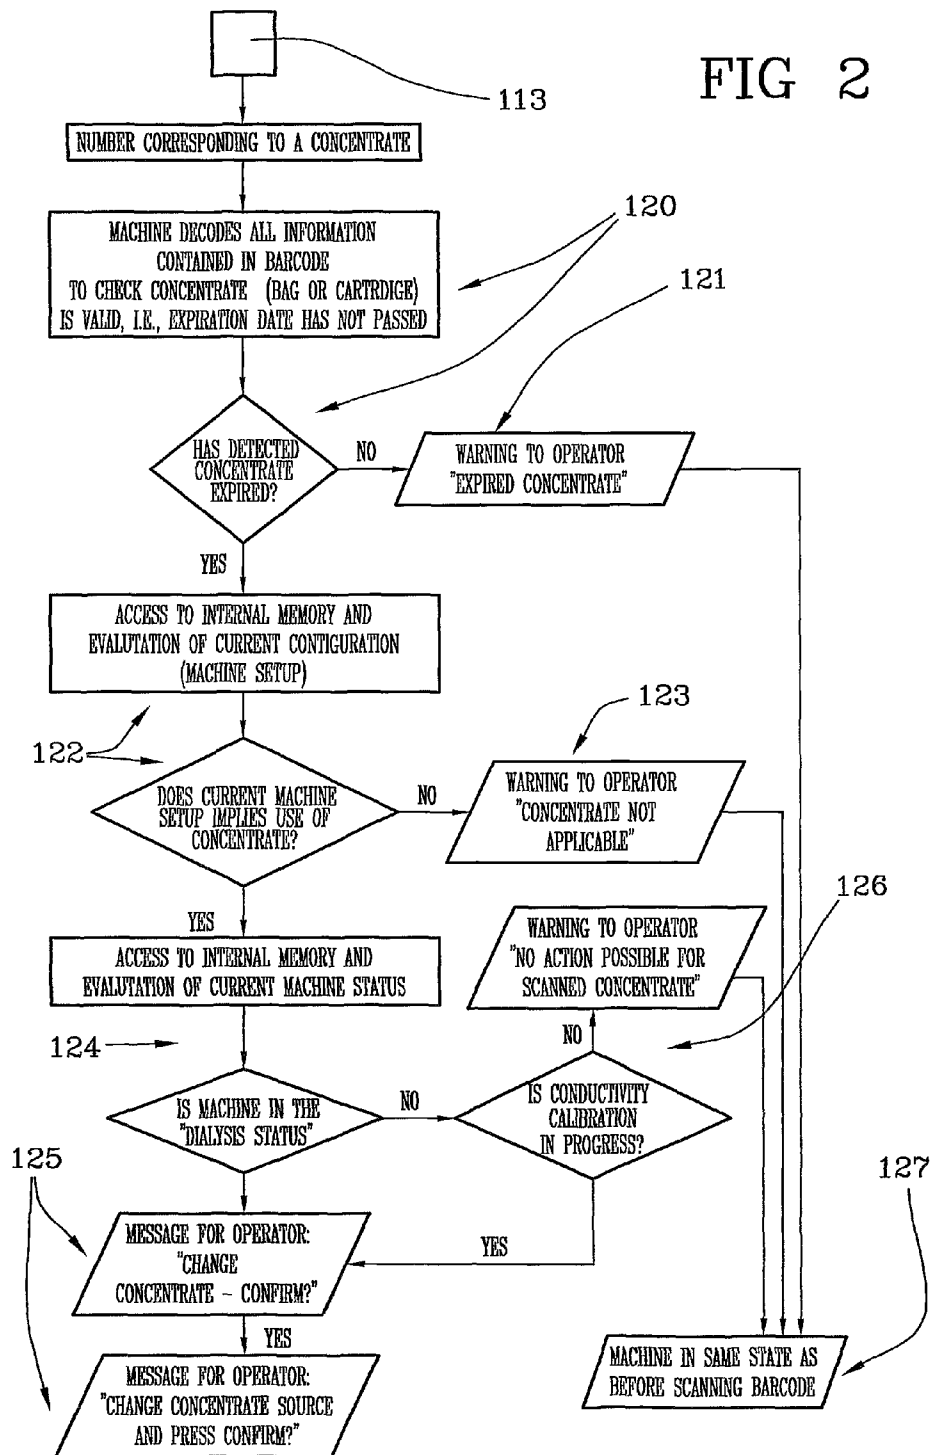 FIG 2
113
NUMBER CORRESPONDING TO A CONCENTRATE
120
MACHINE DECODES ALL INFORMATION
CONTAINED IN BARCODE
TO CHECK CONCENTRATE (BAG OR CARTRDIGE)
IS VALID, I.E., EXPIRATION DATE HAS NOT PASSED
121
HAS DETECTED
CONCENTRATE
EXPIRED?
NO
WARNING TO OPERATOR
"EXPIRED CONCENTRATE"
YES
ACCESS TO INTERNAL MEMORY AND
EVALUTATION OF CURRENT CONTIGURATION
(MACHINE SETUP)
122
123
DOES CURRENT MACHINE
SETUP IMPLIES USE OF
CONCENTRATE?
NO
WARNING TO OPERATOR
"CONCENTRATE NOT
APPLICABLE"
YES
126
ACCESS TO INTERNAL MEMORY AND
EVALUTATION OF CURRENT MACHINE STATUS
WARNING TO OPERATOR
"NO ACTION POSSIBLE FOR
SCANNED CONCENTRATE"
124
NO
IS MACHINE IN THE
"DIALYSIS STATUS"
NO
IS CONDUCTIVITY
CALIBRATION
IN PROGRESS?
125
127
MESSAGE FOR OPERATOR:
"CHANGE
CONCENTRATE - CONFIRM?"
YES
YES
MESSAGE FOR OPERATOR:
"CHANGE CONCENTRATE SOURCE
AND PRESS CONFIRM?"
MACHINE IN SAME STATE AS
BEFORE SCANNING BARCODE